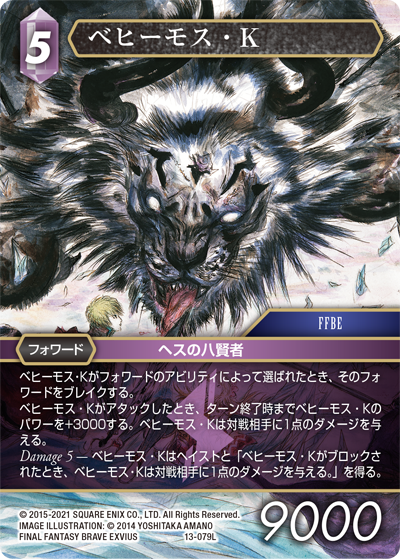 5
ベヒーモス・K
FFBE
フォワード
ヘスの八賢者
ベヒーモス・Kがフォワードのアビリティによって選ばれたとき、そのフォ
ワードをブレイクする。
ベヒーモス・Kがアタックしたとき、ターン終了時までベヒーモス・Kの
パワーを+3000する。ベヒーモス・Kは対戦相手に1点のダメージを与
える。
Damage 5 — ベヒーモス・Kはヘイストと「ベヒーモス・Kがブロックさ
れたとき、ベヒーモス・Kは対戦相手に1点のダメージを与える。」を得る。
© 2015-2021 SQUARE ENIX CO., LTD. All Rights Reserved.
IMAGE ILLUSTRATION: © 2014 YOSHITAKA AMANO
FINAL FANTASY BRAVE EXVIUS 13-079L
9000